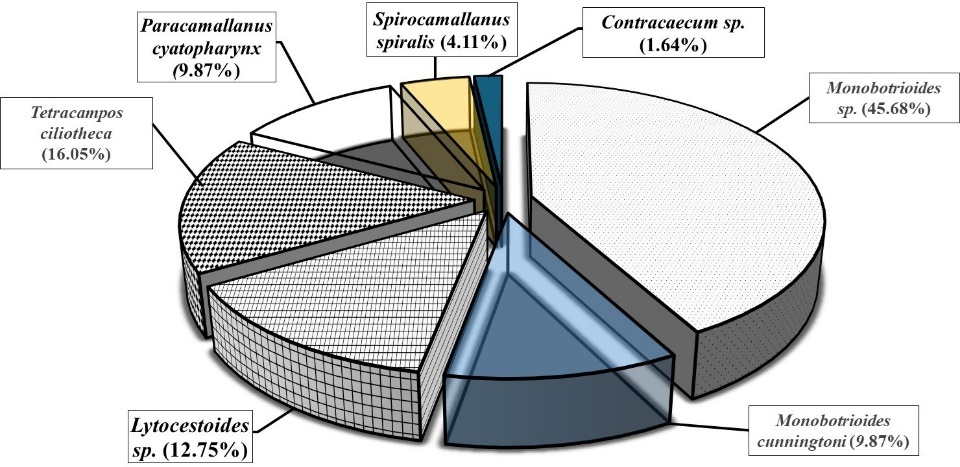 Paracamallanus
cyatopharynx
(9.87%)
Spirocamallanus
spiralis (4.11%)
Contracaecum sp.
(1.64%)
Monobotrioides
sp. (45.68%)
Tetracampos
ciliotheca
(16.05%)
Lytocestoides
sp. (12.75%)
Monobotrioides
cunningtoni (9.87%)